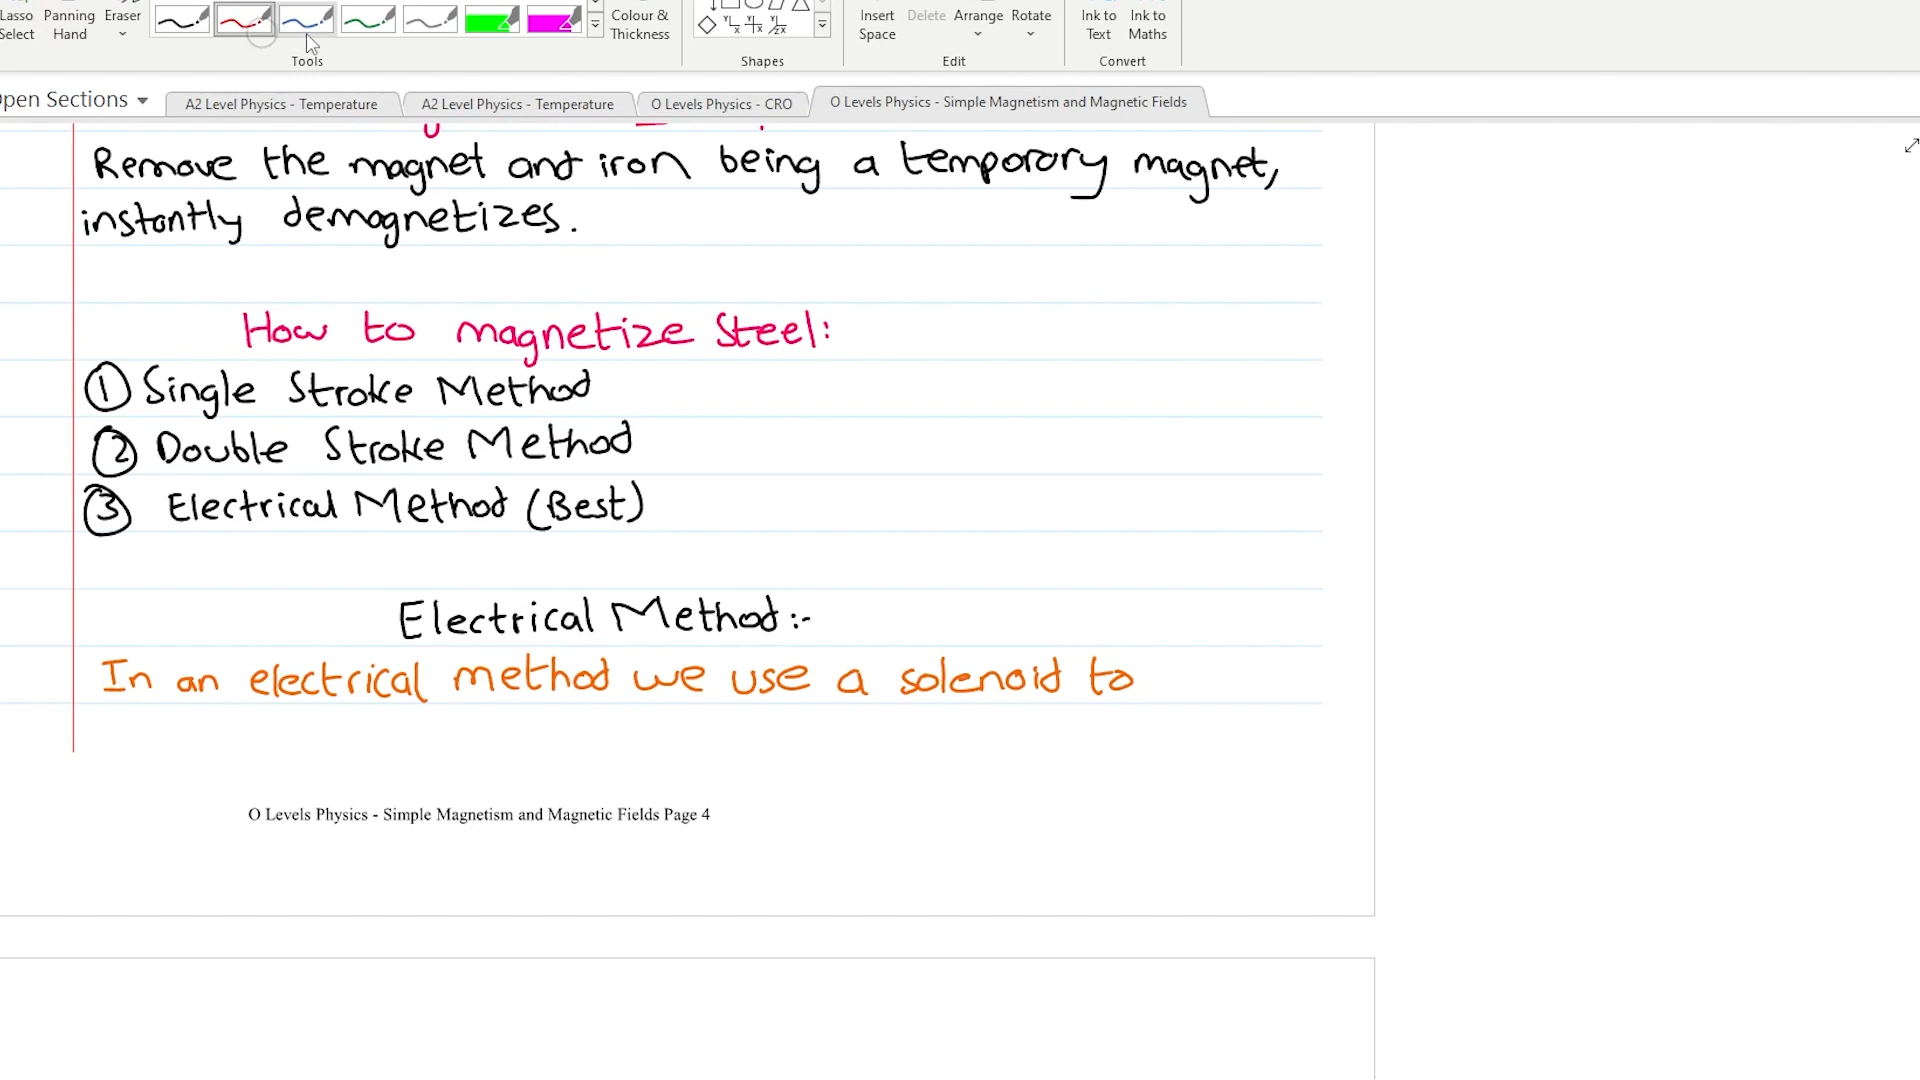 Lasso
Select
Panning
Hand
Eraser
Colour &
Thickness
Insert
Space
Delete
Arrange
Rotate
Ink to
Text
Ink to
Maths
Tools
Shapes
Edit
Convert
pen Sections
A2 Level Physics - Temperature
A2 Level Physics - Temperature
O Levels Physics - CRO
O Levels Physics - Simple Magnetism and Magnetic Fields
Remove the magnet and iron being a temporary magnet,
instantly demagnetizes.
How to magnetize Steel:
① Single Stroke Method
② Double Stroke Method
③ Electrical Method (Best)
Electrical Method :-
In an electrical method we use a solenoid to
O Levels Physics - Simple Magnetism and Magnetic Fields Page 4